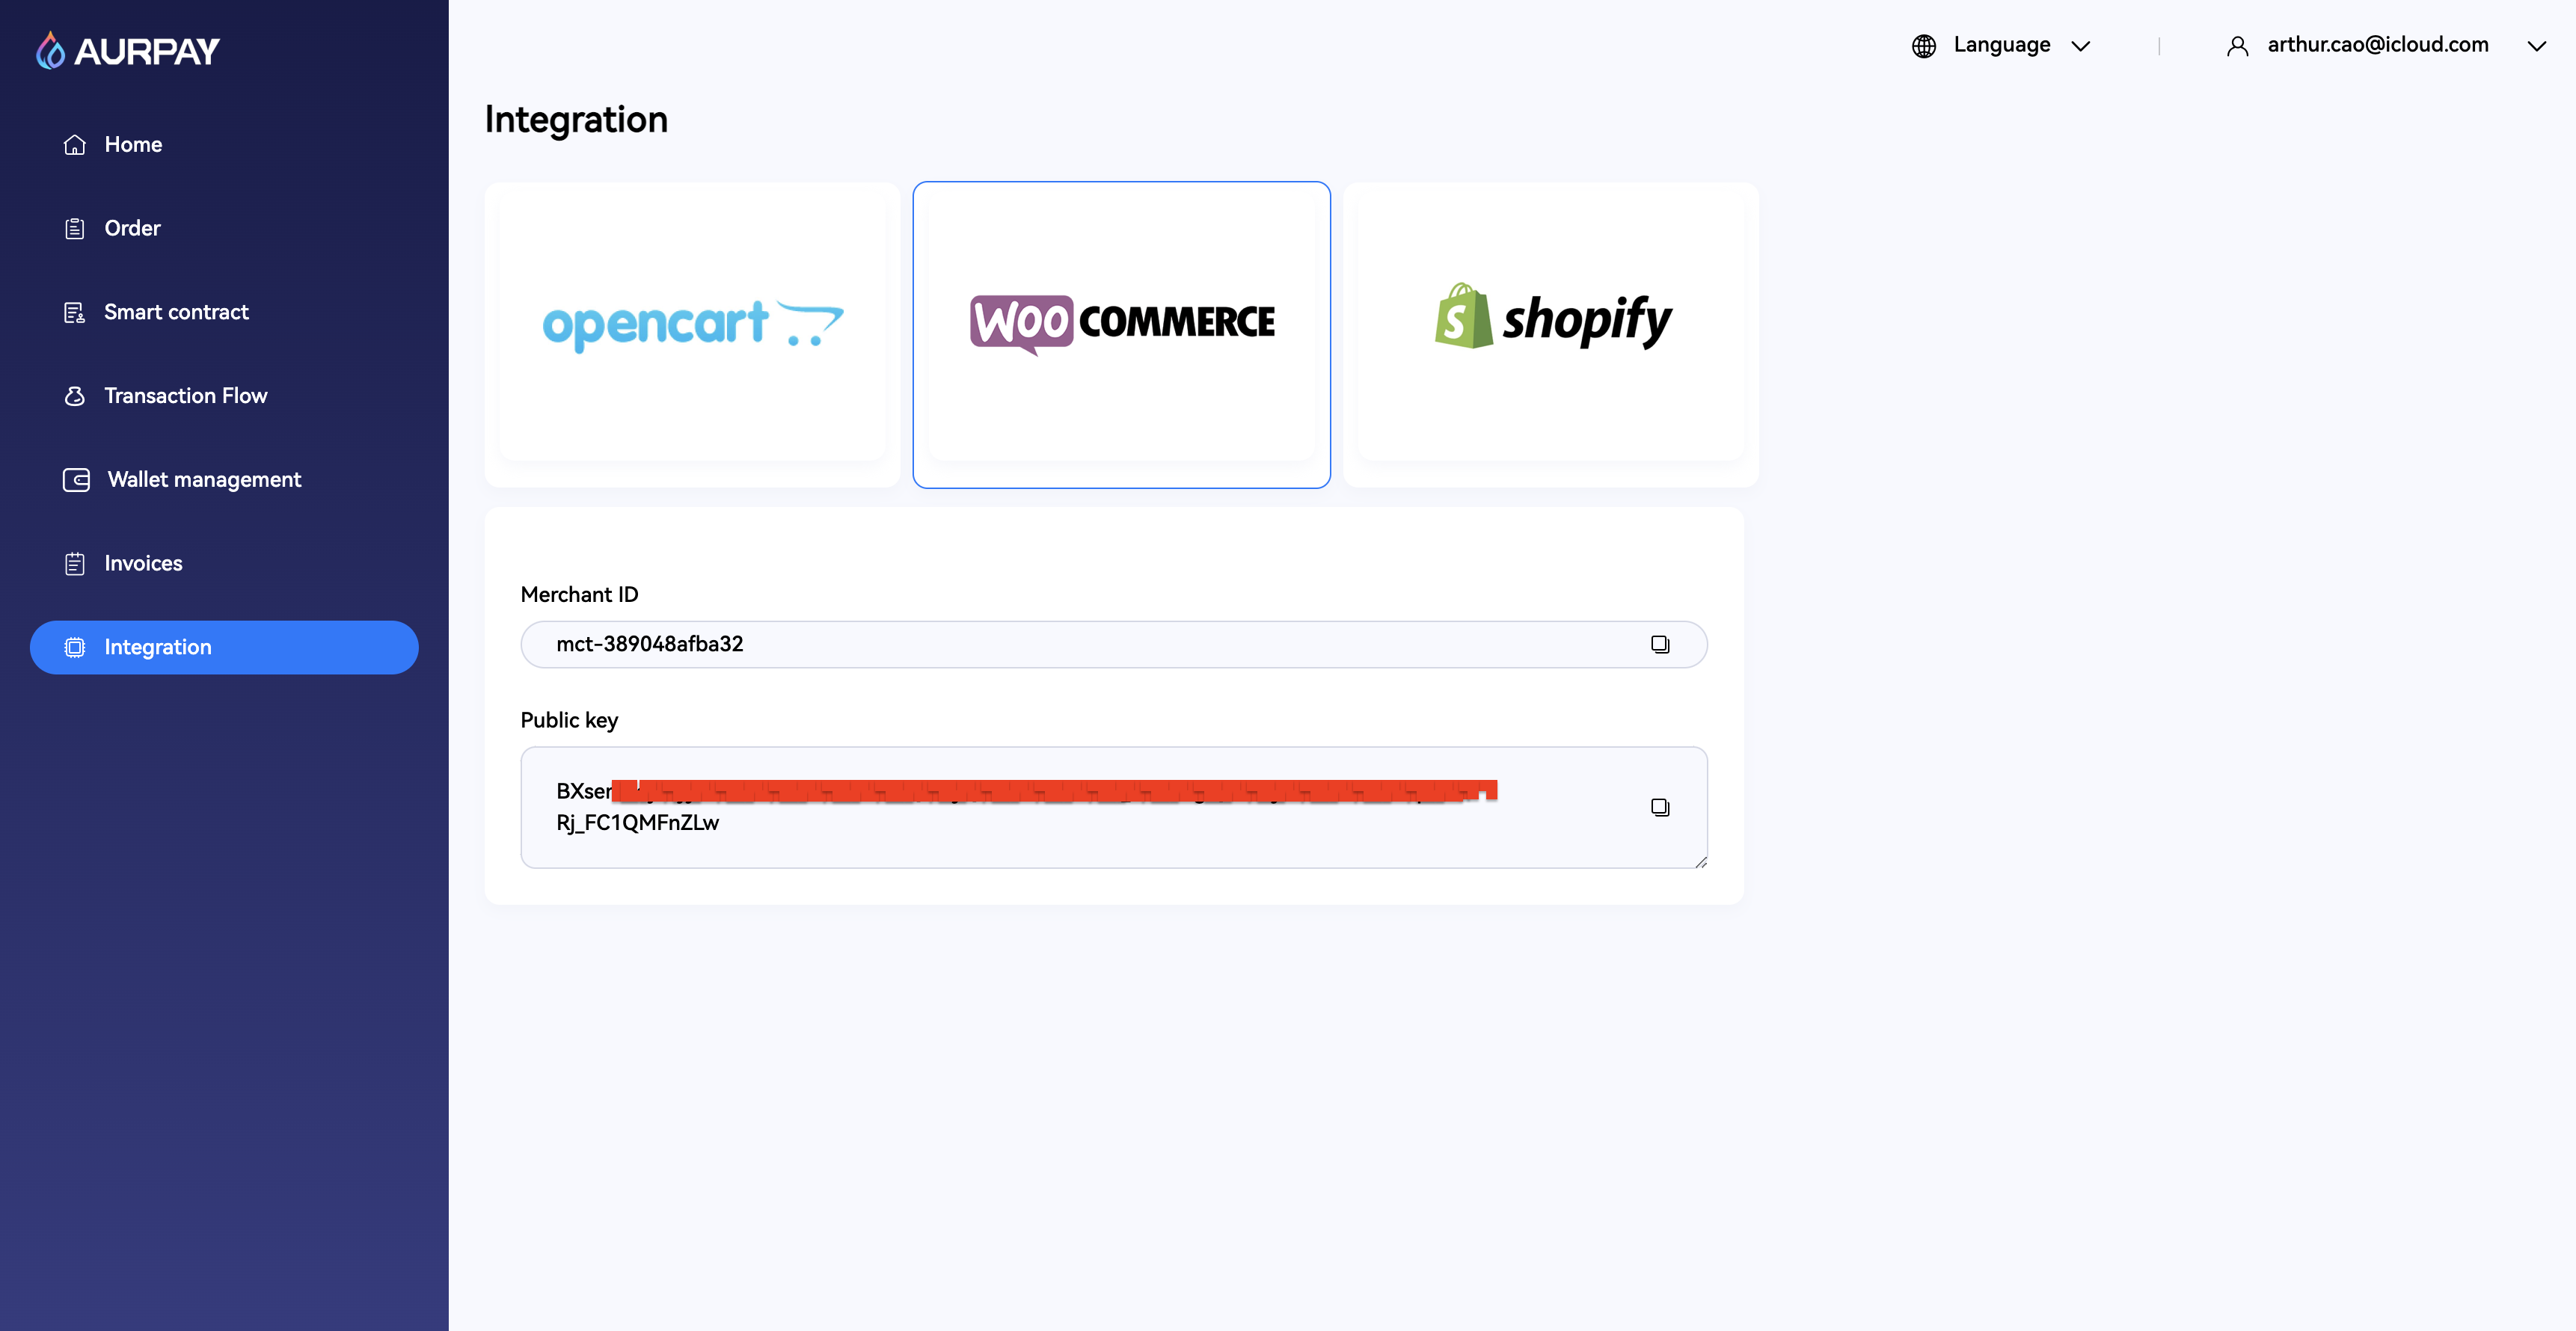 AURPAY
Language
arthur.cao@icloud.com
Home
Order
Smart contract
Transaction Flow
Wallet management
Invoices
Integration
Integration
opencart
WOO COMMERCE
shopify
Merchant ID
mct-389048afba32
Public key
BXser
Rj_FC1QMFnZLw